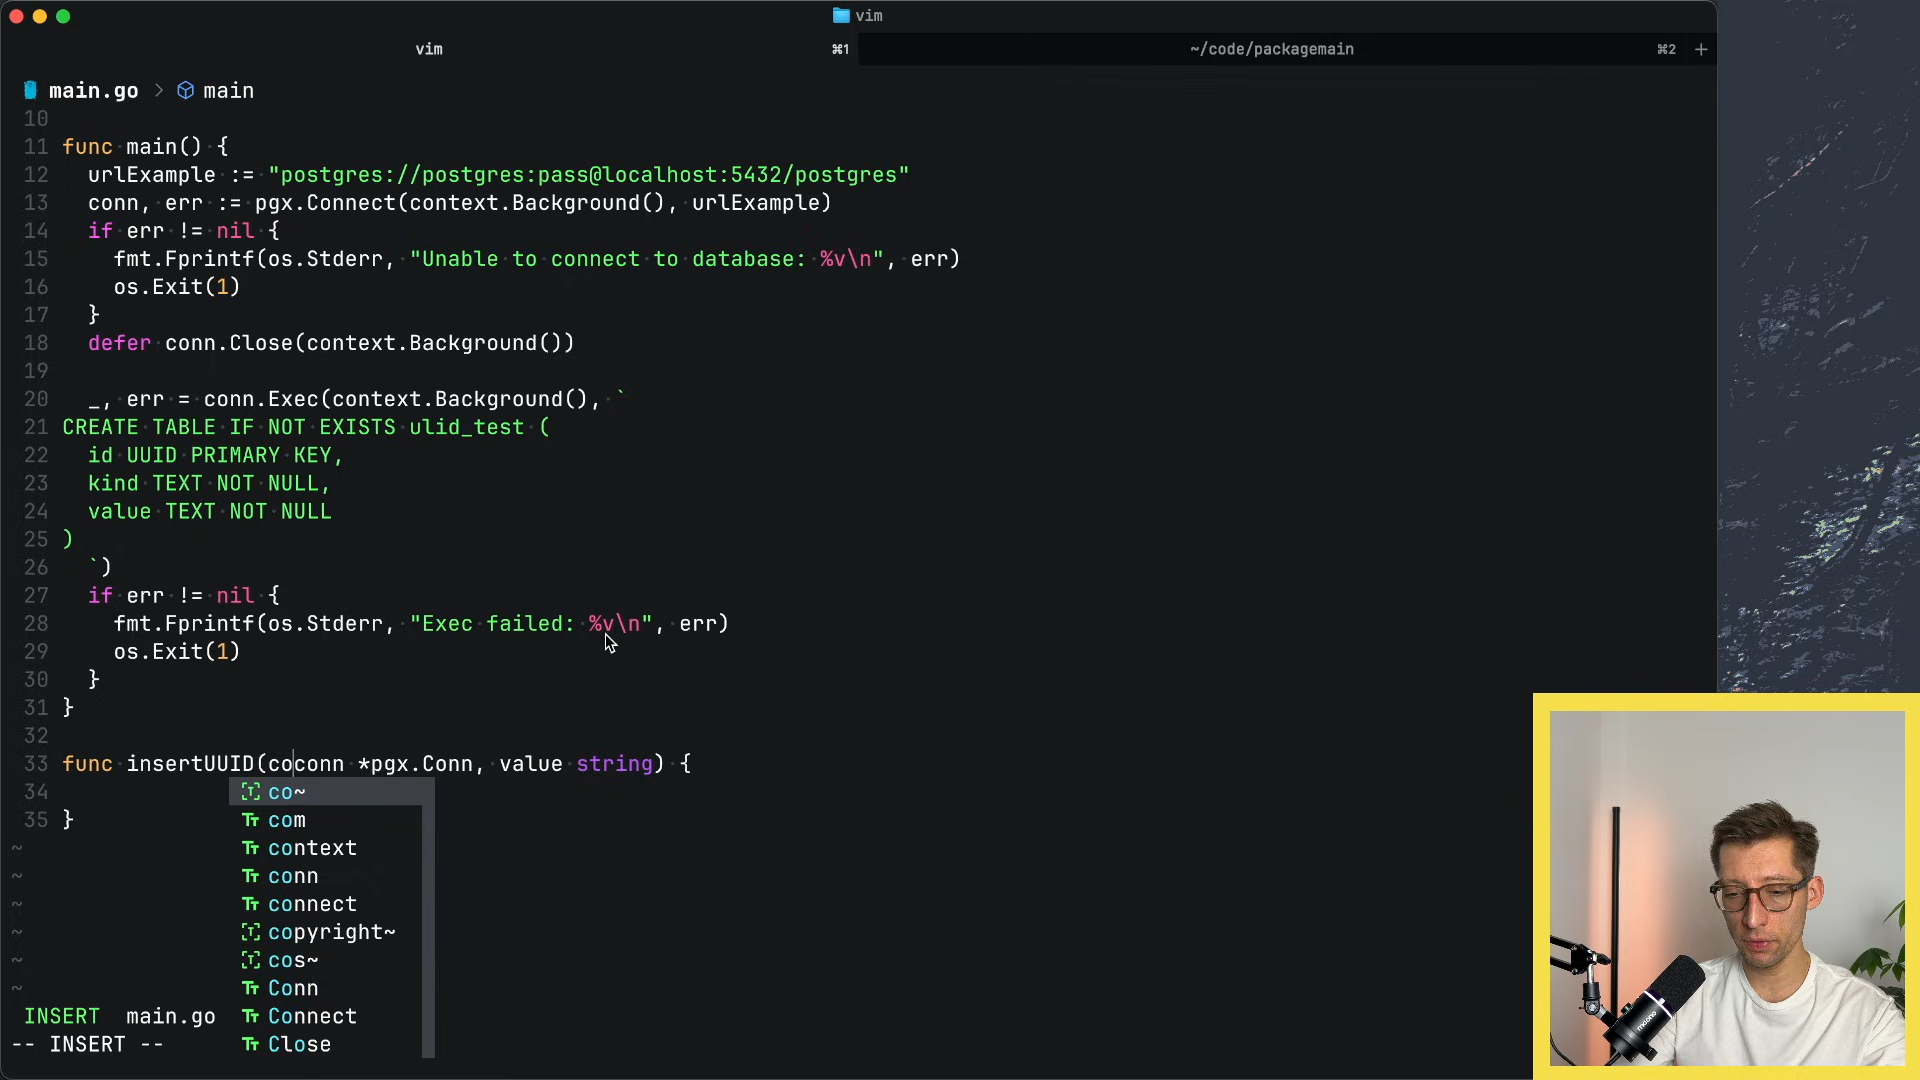 vim
vim ⌘1 ~/code/packagemain ⌘2 +
main.go > main
10
11 func main() {
12 urlExample := "postgres://postgres:pass@localhost:5432/postgres"
13 conn, err := pgx.Connect(context.Background(), urlExample)
14 if err != nil {
15 fmt.Fprintf(os.Stderr, "Unable to connect to database: %v\n", err)
16 os.Exit(1)
17 }
18 defer conn.Close(context.Background())
19
20 _, err = conn.Exec(context.Background(), `
21 CREATE TABLE IF NOT EXISTS ulid_test (
22 id UUID PRIMARY KEY,
23 kind TEXT NOT NULL,
24 value TEXT NOT NULL
25 )
26 `)
27 if err != nil {
28 fmt.Fprintf(os.Stderr, "Exec failed: %v\n", err)
29 os.Exit(1)
30 }
31 }
32
33 func insertUUID(coconn *pgx.Conn, value string) {
34 co~
35 } com
~ context
~ conn
~ connect
~ copyright~
~ cos~
~ Conn
INSERT main.go Connect
-- INSERT -- Close